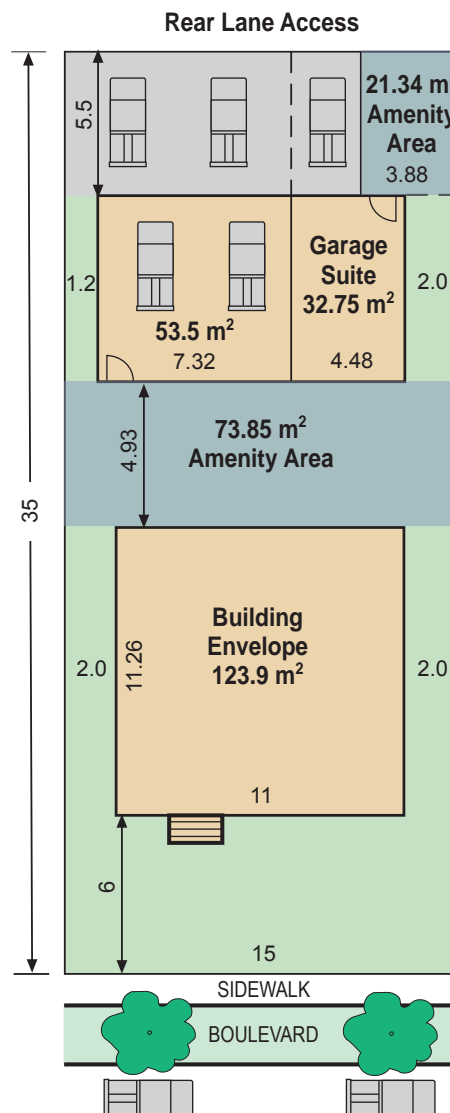 Rear Lane Access
5.5
21.34 m
Amenity
Area
3.88
1.2
Garage
Suite
32.75 m²
2.0
53.5 m²
7.32
4.48
4.93
73.85 m²
Amenity Area
35
Building
Envelope
123.9 m²
2.0
11.26
2.0
11
6
15
SIDEWALK
BOULEVARD